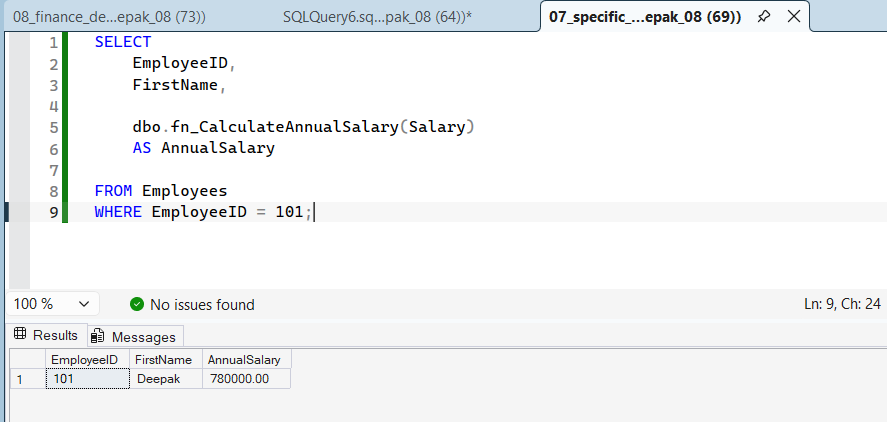 08_finance_de...epak_08 (73))
SQLQuery6.sq...pak_08 (64))*
07_specific_...epak_08 (69))
1 SELECT
2 EmployeeID,
3 FirstName,
4
5 dbo.fn_CalculateAnnualSalary(Salary)
6 AS AnnualSalary
7
8 FROM Employees
9 WHERE EmployeeID = 101;
100 % No issues found Ln: 9, Ch: 24
Results Messages
EmployeeID FirstName AnnualSalary
1 101 Deepak 780000.00